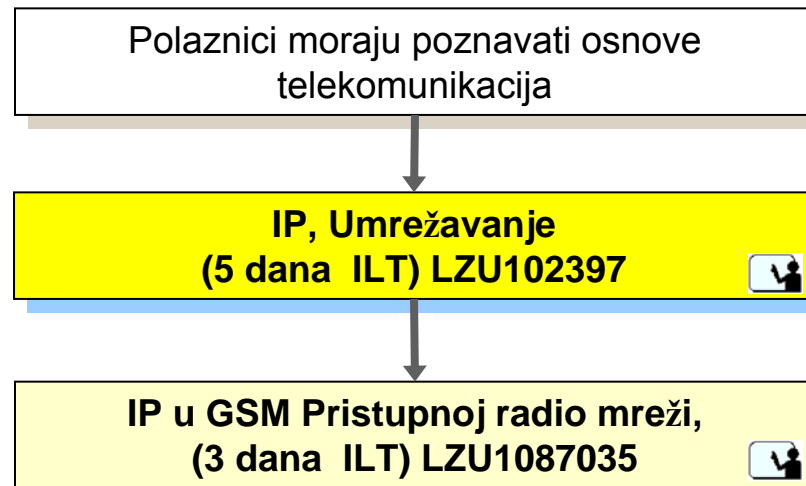 Polaznici moraju poznavati osnove
telekomunikacija
IP, Umrežavanje
(5 dana  ILT) LZU102397
IP u GSM Pristupnoj radio mreži,
(3 dana  ILT) LZU1087035